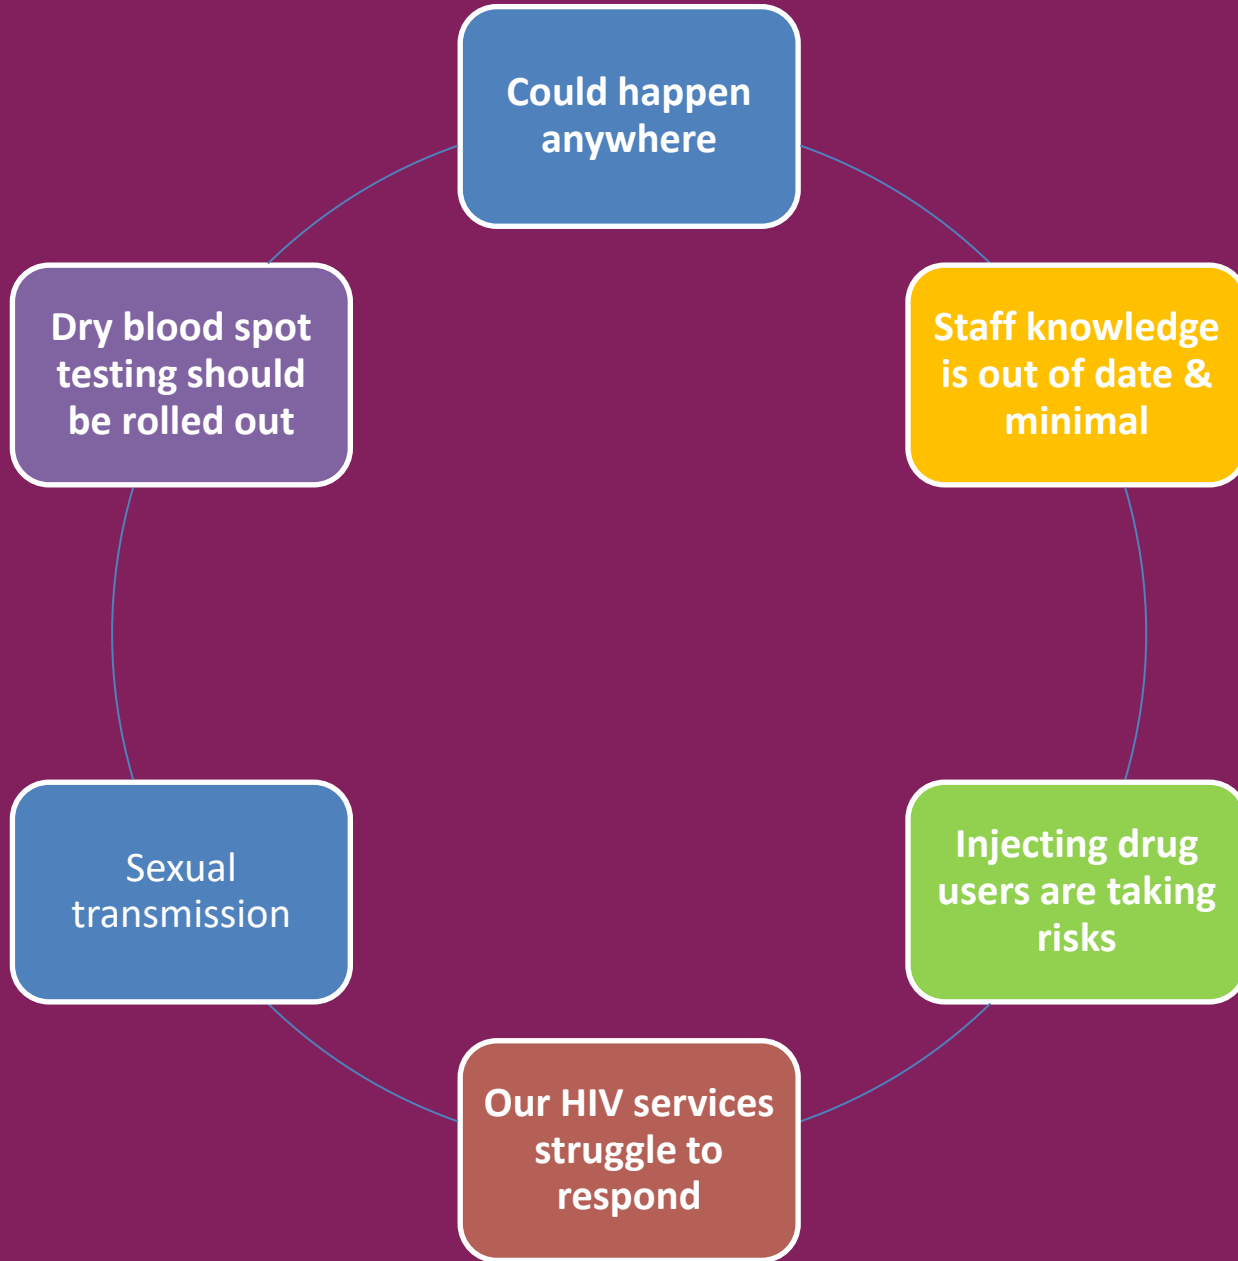 Could happen
anywhere
Staff knowledge
is out of date &
minimal
Injecting drug
users are taking
risks
Our HIV services
struggle to
respond
Sexual
transmission
Dry blood spot
testing should
be rolled out